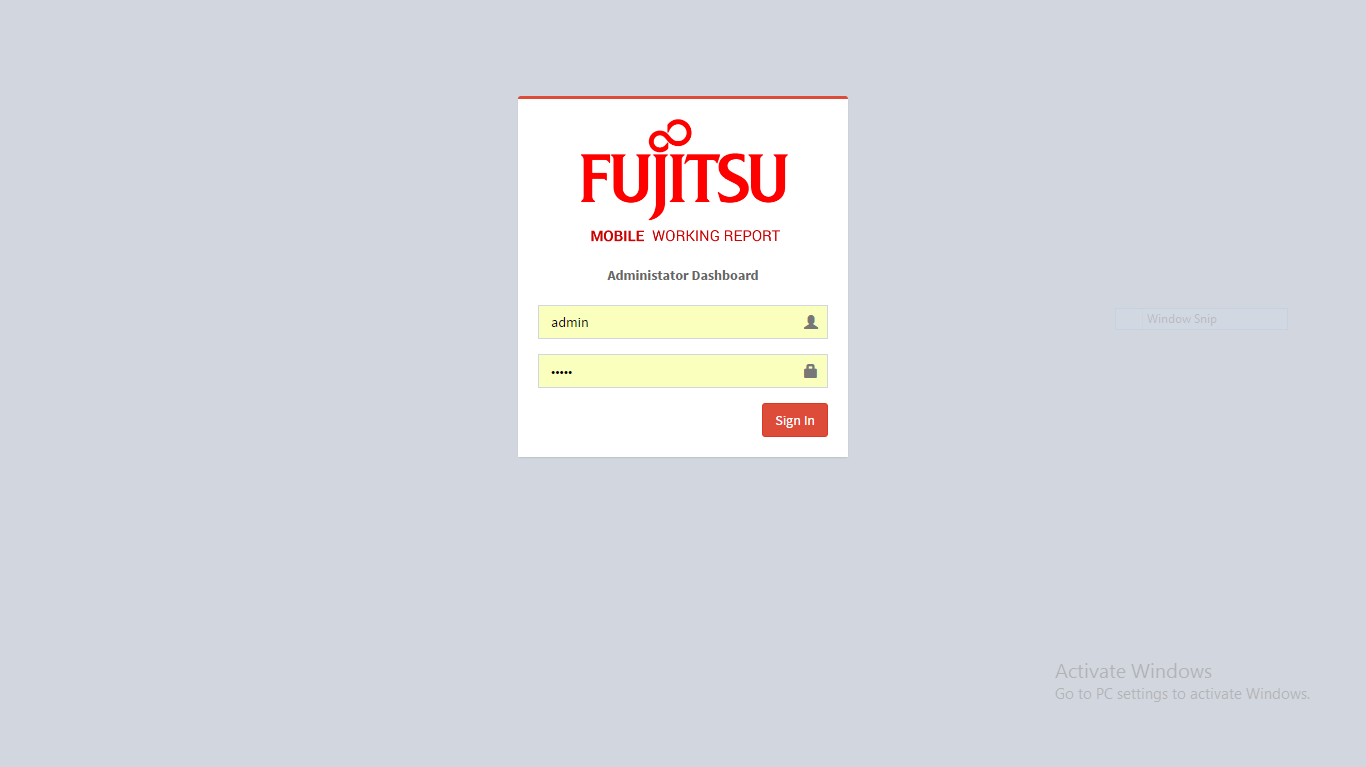 FUJITSU
MOBILE WORKING REPORT
Administator Dashboard
admin
•••••
Sign In
Window Snip
Activate Windows
Go to PC settings to activate Windows.